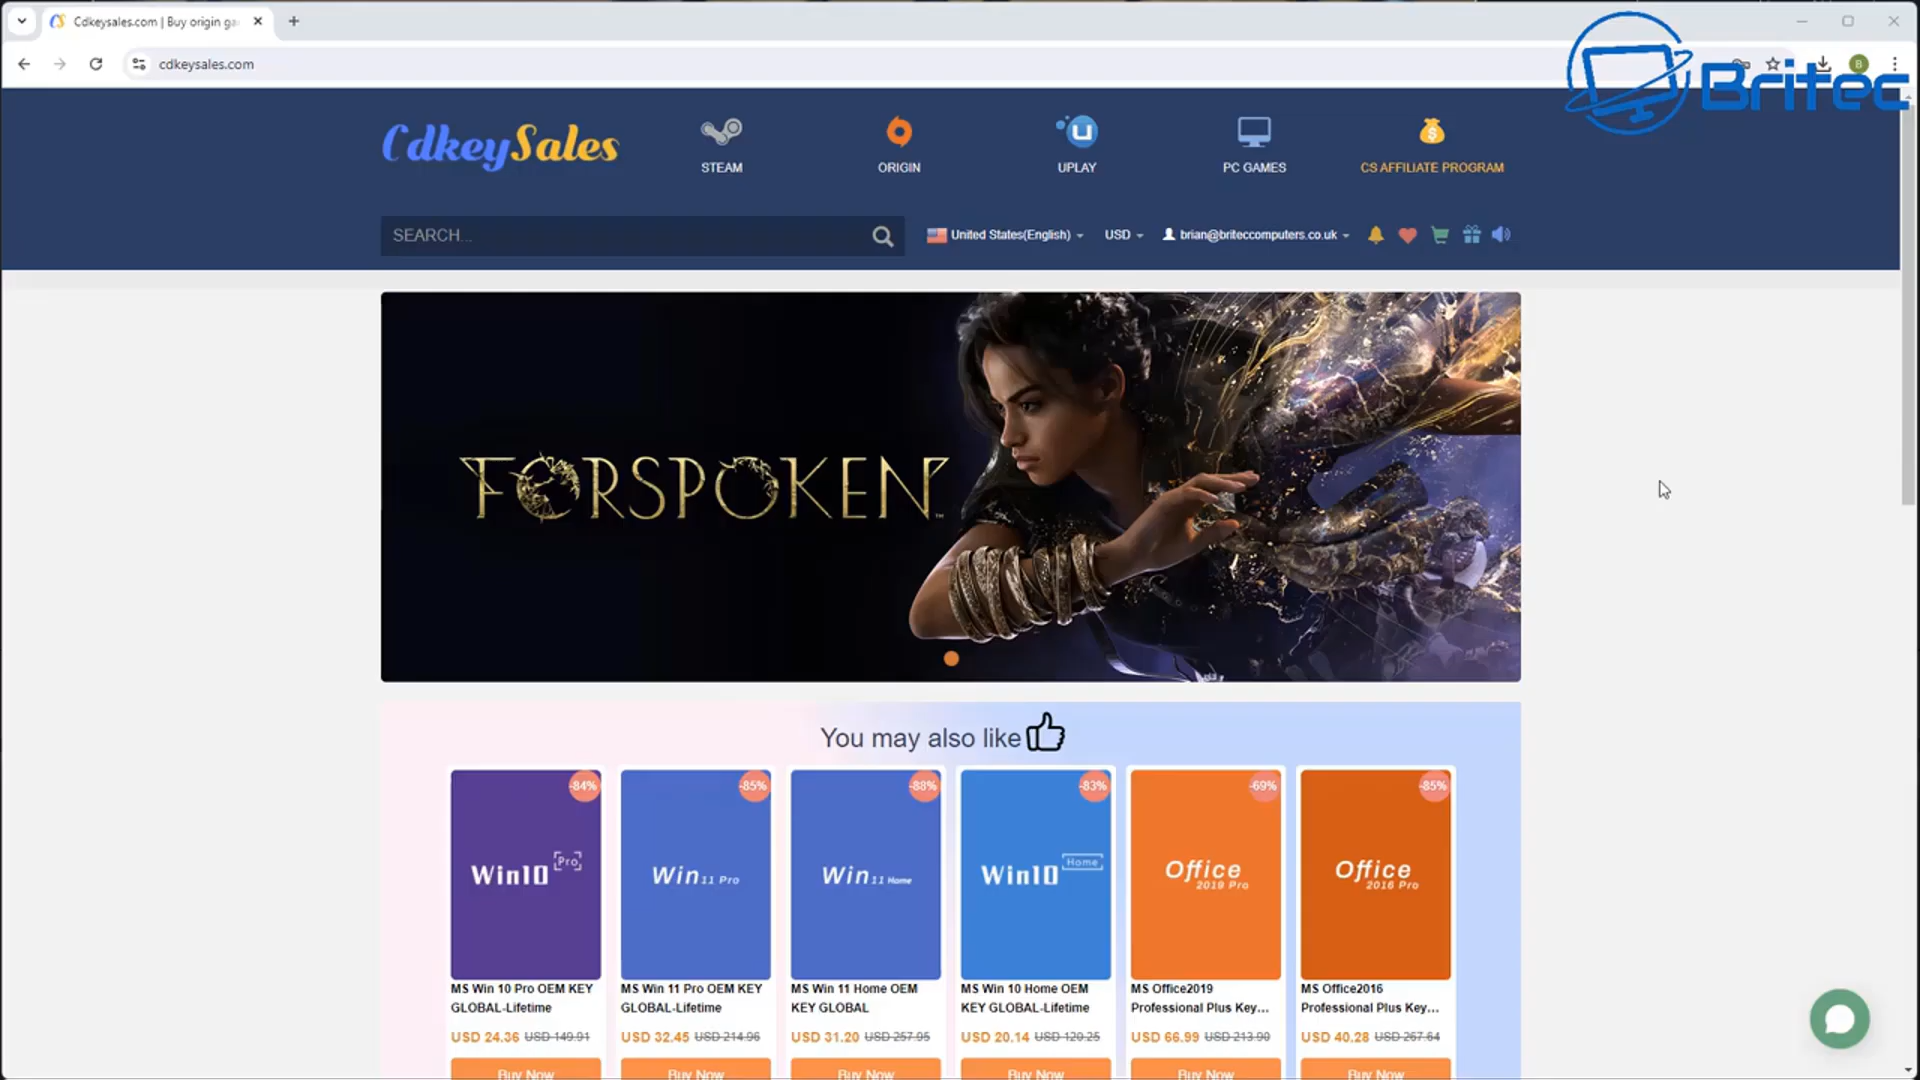 Cdkeysales.com | Buy origin ga
cdkeysales.com
B
Britec
CdkeySales
STEAM
ORIGIN
UPLAY
PC GAMES
CS AFFILIATE PROGRAM
SEARCH...
United States(English)
USD
brian@briteccomputers.co.uk
FORSPOKEN™
You may also like
-84%
-85%
-88%
-83%
-69%
-85%
Win10 Pro
Win 11 Pro
Win 11 Home
Win10 Home
Office
2019 Pro
Office
2016 Pro
MS Win 10 Pro OEM KEY
GLOBAL-Lifetime
USD 24.36 USD 149.91
Buy Now
MS Win 11 Pro OEM KEY
GLOBAL-Lifetime
USD 32.45 USD 214.96
Buy Now
MS Win 11 Home OEM
KEY GLOBAL
USD 31.20 USD 257.95
Buy Now
MS Win 10 Home OEM
KEY GLOBAL-Lifetime
USD 20.14 USD 120.25
Buy Now
MS Office2019
Professional Plus Key...
USD 66.99 USD 213.90
Buy Now
MS Office2016
Professional Plus Key...
USD 40.28 USD 267.64
Buy Now